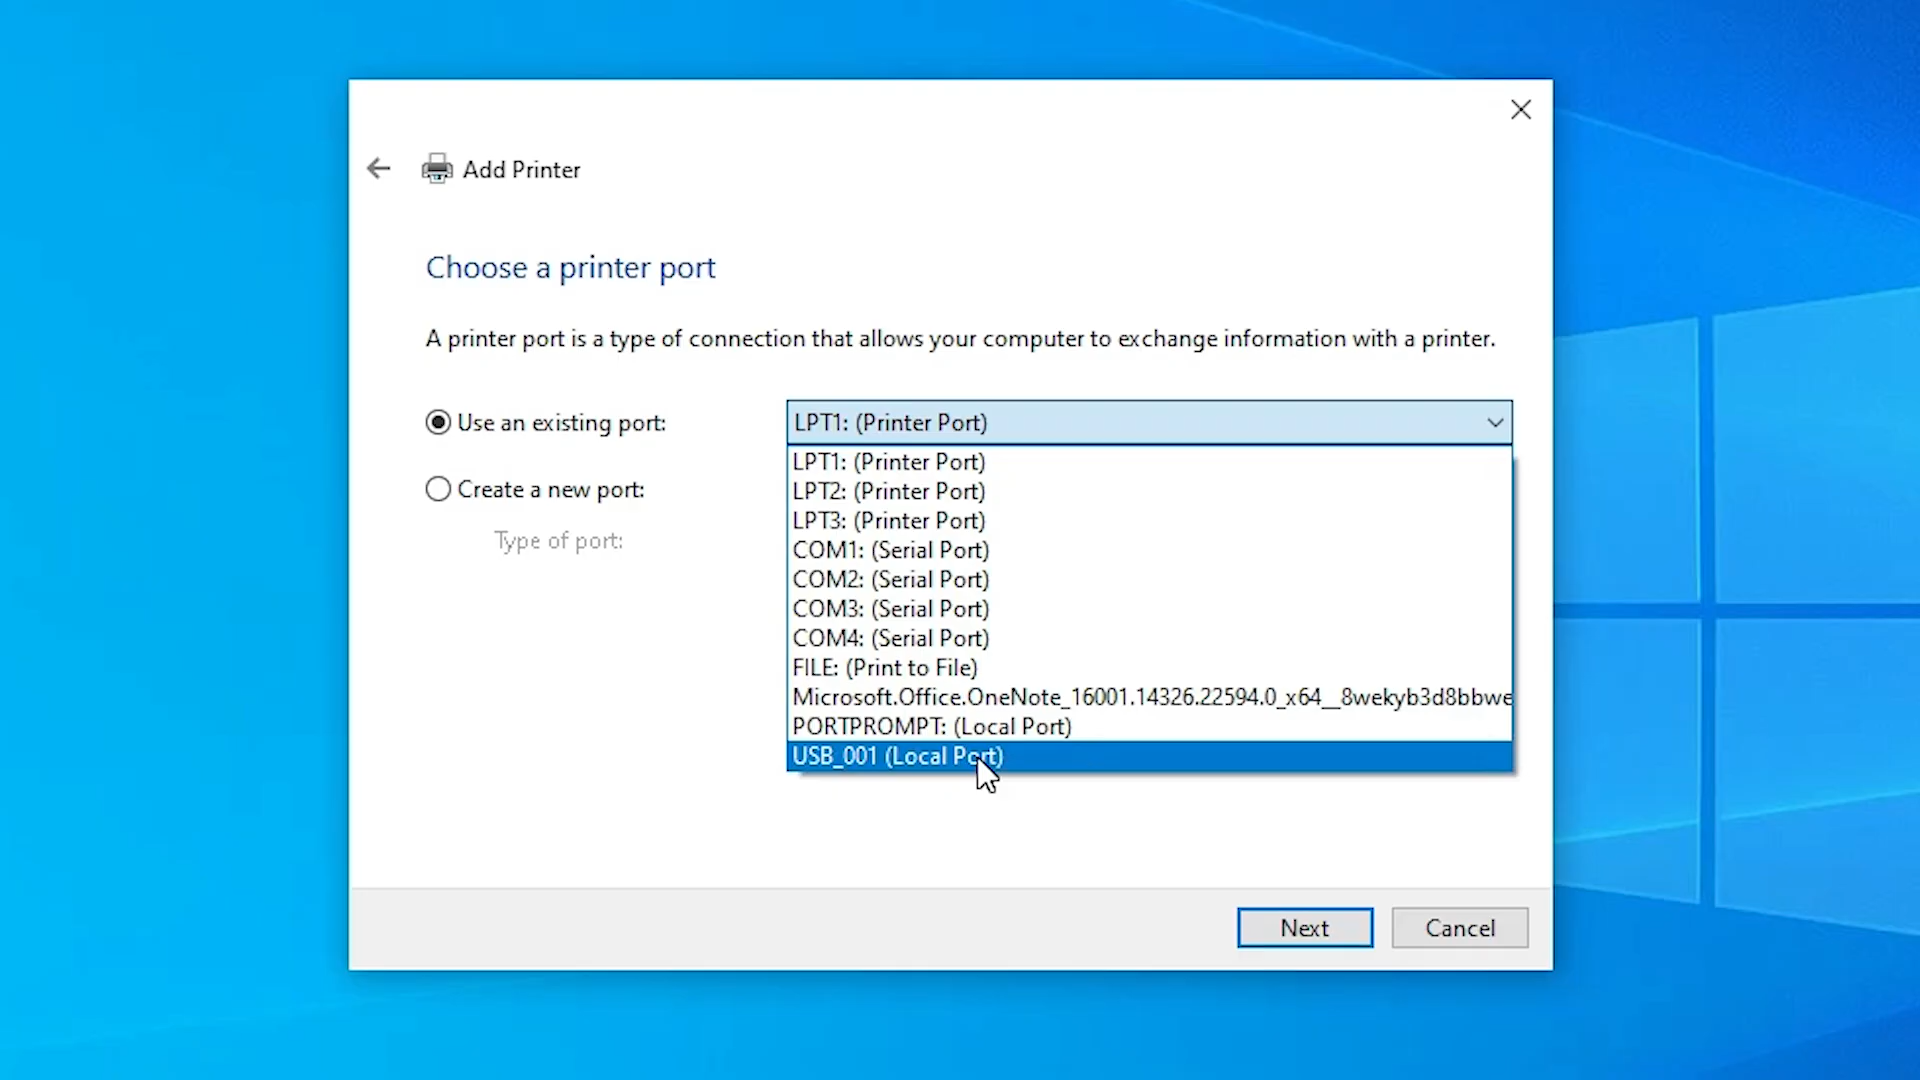 Add Printer
Choose a printer port
A printer port is a type of connection that allows your computer to exchange information with a printer.
Use an existing port:
LPT1: (Printer Port)
LPT1: (Printer Port)
LPT2: (Printer Port)
LPT3: (Printer Port)
COM1: (Serial Port)
COM2: (Serial Port)
COM3: (Serial Port)
COM4: (Serial Port)
FILE: (Print to File)
Microsoft.Office.OneNote_16001.14326.22594.0_x64__8wekyb3d8bbwe
PORTPROMPT: (Local Port)
USB_001 (Local Port)
Create a new port:
Type of port:
Next
Cancel